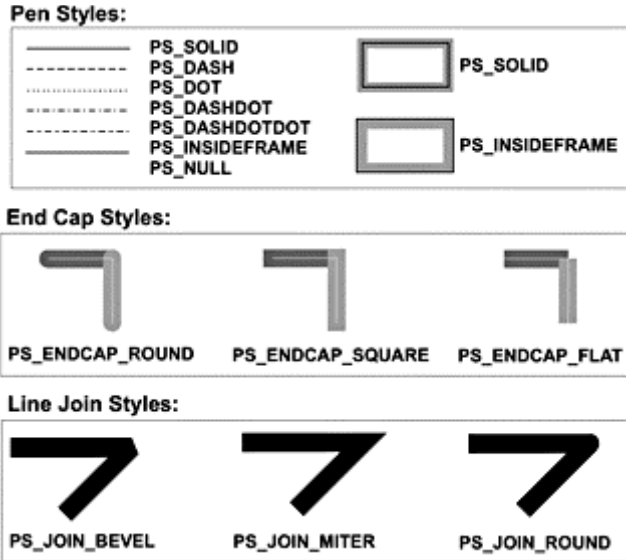 Pen Styles:
PS_SOLID
PS_DASH
PS_DOT
PS_DASHDOT
PS_DASHDOTDOT
PS_INSIDEFRAME
PS_NULL
PS_SOLID
PS_INSIDEFRAME
End Cap Styles:
PS_ENDCAP_ROUND
PS_ENDCAP_SQUARE
PS_ENDCAP_FLAT
Line Join Styles:
PS_JOIN_BEVEL
PS_JOIN_MITER
PS_JOIN_ROUND